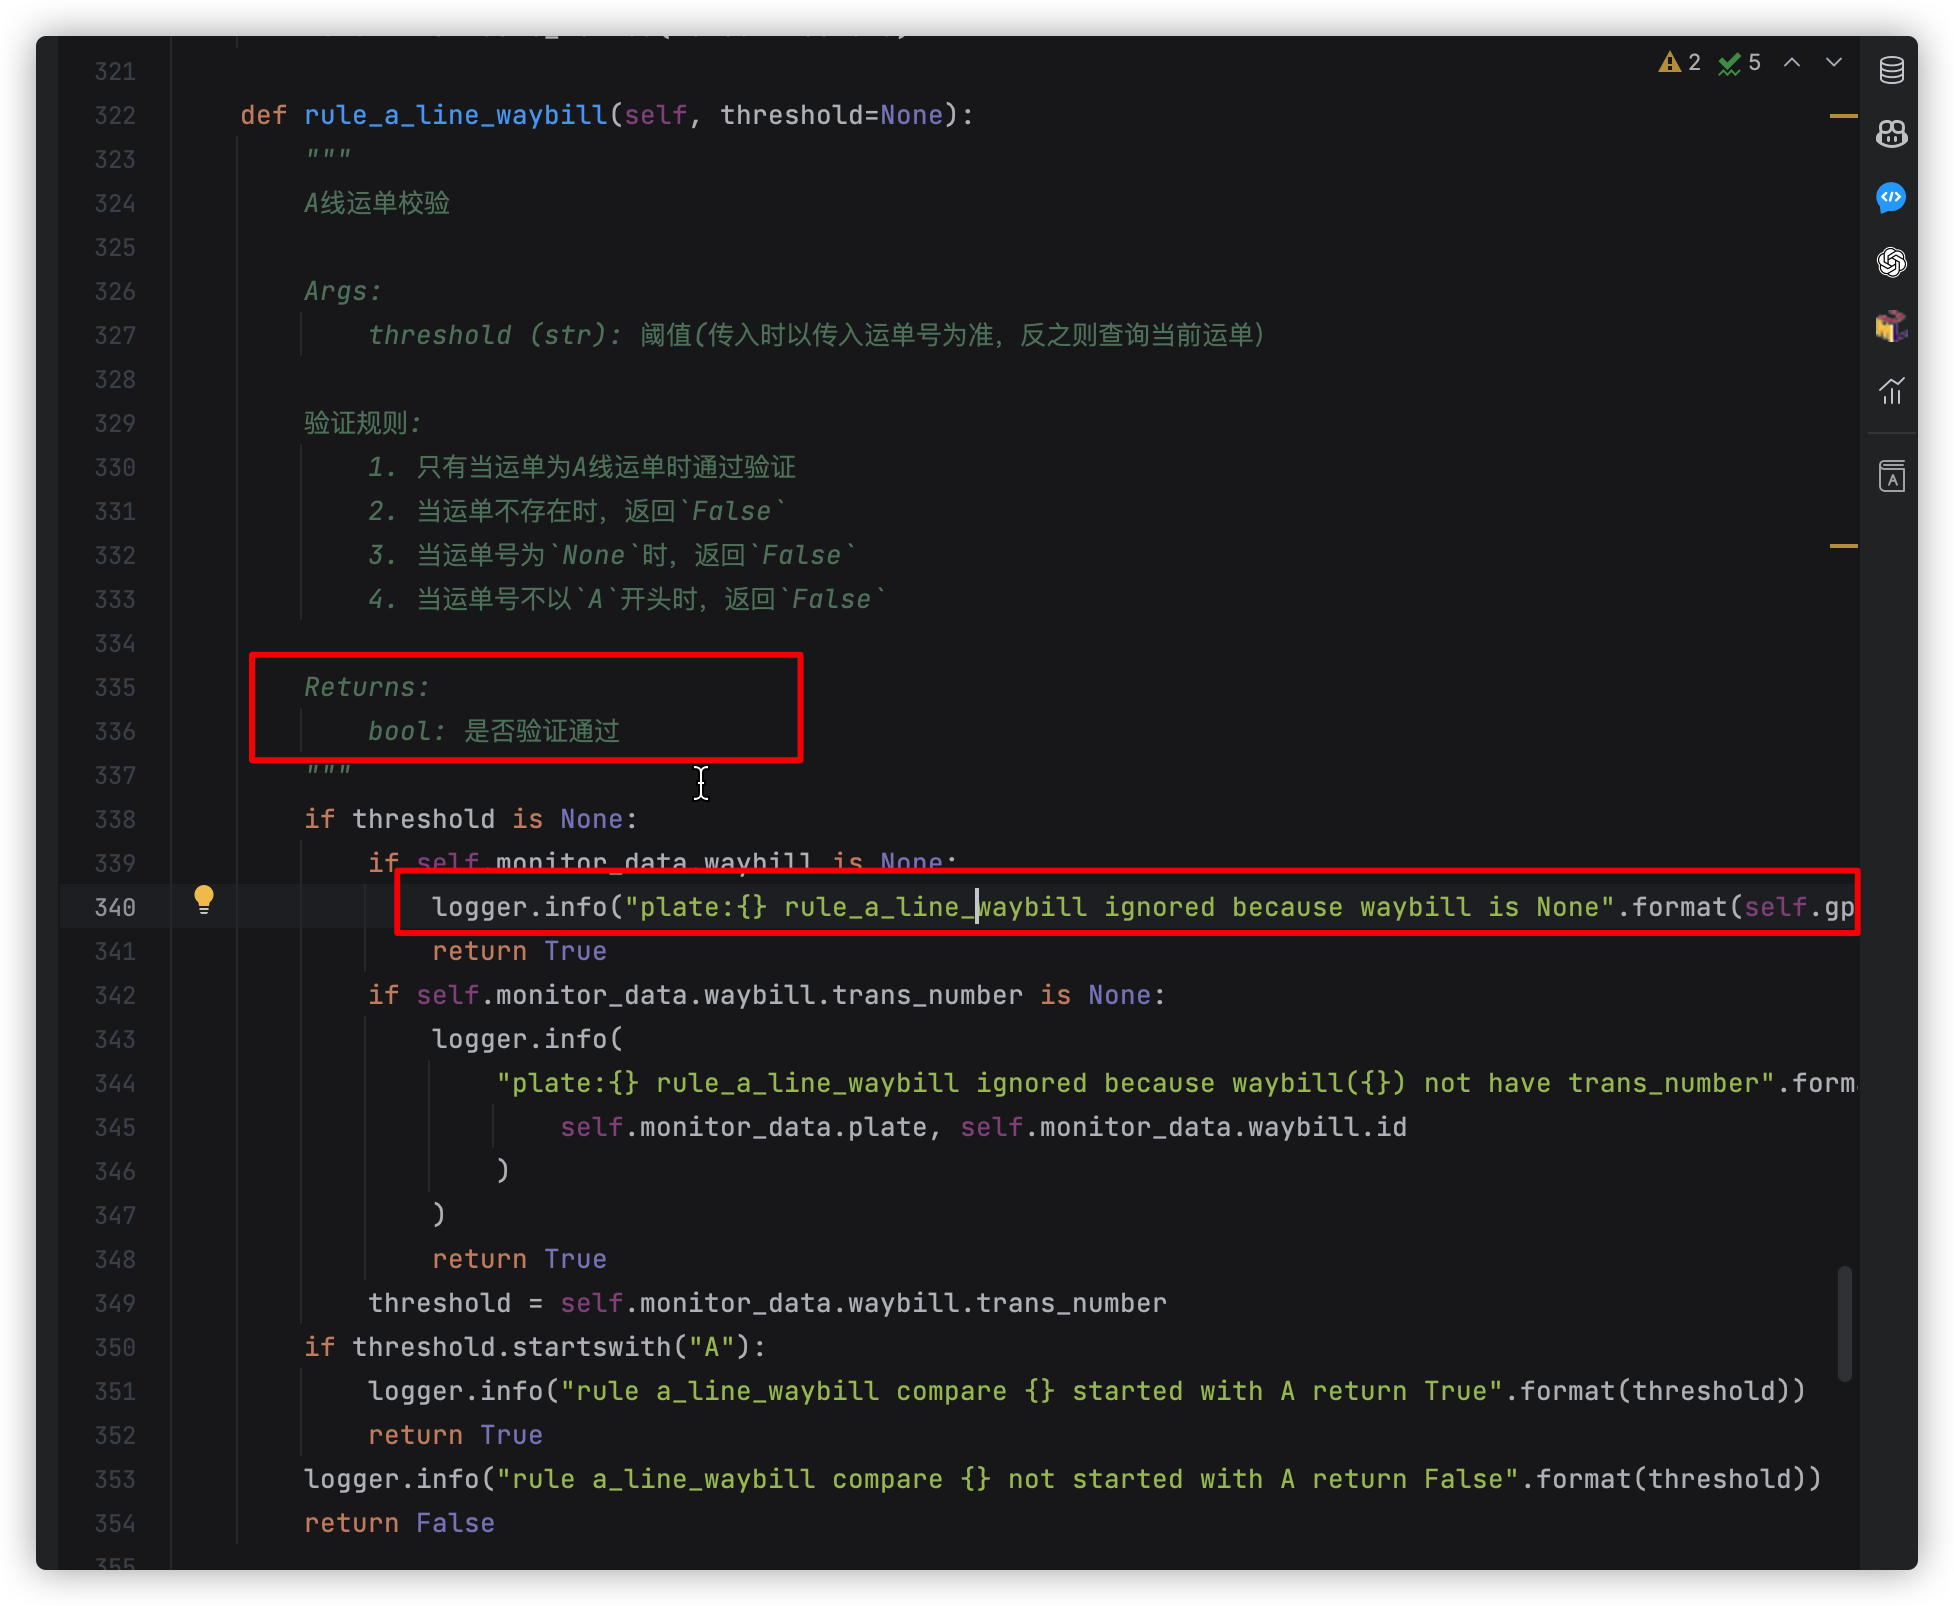 2 5
321
322 def rule_a_line_waybill(self, threshold=None):
323 """
324 A线运单校验
325
326 Args:
327 threshold (str): 阈值(传入时以传入运单号为准，反之则查询当前运单)
328
329 验证规则:
330 1. 只有当运单为A线运单时通过验证
331 2. 当运单不存在时，返回`False`
332 3. 当运单号为`None`时，返回`False`
333 4. 当运单号不以`A`开头时，返回`False`
334
335 Returns:
336 bool: 是否验证通过
337 """
338 if threshold is None:
339 if self.monitor_data.waybill is None:
340 logger.info("plate:{} rule_a_line_waybill ignored because waybill is None".format(self.gp
341 return True
342 if self.monitor_data.waybill.trans_number is None:
343 logger.info(
344 "plate:{} rule_a_line_waybill ignored because waybill({}) not have trans_number".form
345 self.monitor_data.plate, self.monitor_data.waybill.id
346 )
347 )
348 return True
349 threshold = self.monitor_data.waybill.trans_number
350 if threshold.startswith("A"):
351 logger.info("rule a_line_waybill compare {} started with A return True".format(threshold))
352 return True
353 logger.info("rule a_line_waybill compare {} not started with A return False".format(threshold))
354 return False
355